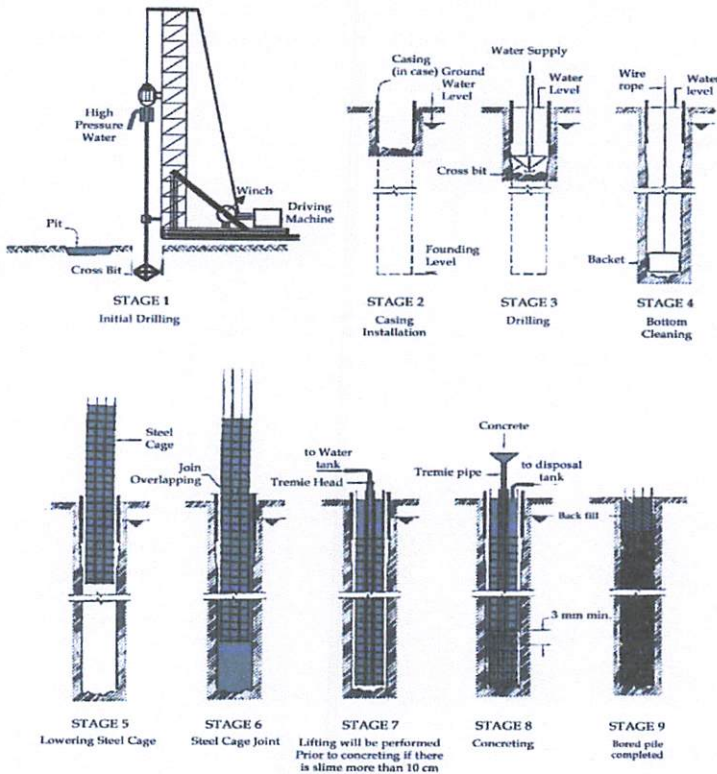 High
Pressure
Water
Winch
Driving
Machine
Pit
Cross Bit
STAGE 1
Initial Drilling
Casing
(in case)
Ground
Water
Level
Founding
Level
STAGE 2
Casing
Installation
Water Supply
Water
Level
Cross bit
STAGE 3
Drilling
Wire
rope
Water
level
Backet
STAGE 4
Bottom
Cleaning
Steel
Cage
STAGE 5
Lowering Steel Cage
Join
Overlapping
STAGE 6
Steel Cage Joint
to Water
tank
Tremie Head
STAGE 7
Lifting will be performed
Prior to concreting if there
is slime more than 10 cm
Concrete
Tremie pipe
to disposal
tank
3 mm min.
STAGE 8
Concreting
Back fill
STAGE 9
Bored pile
completed